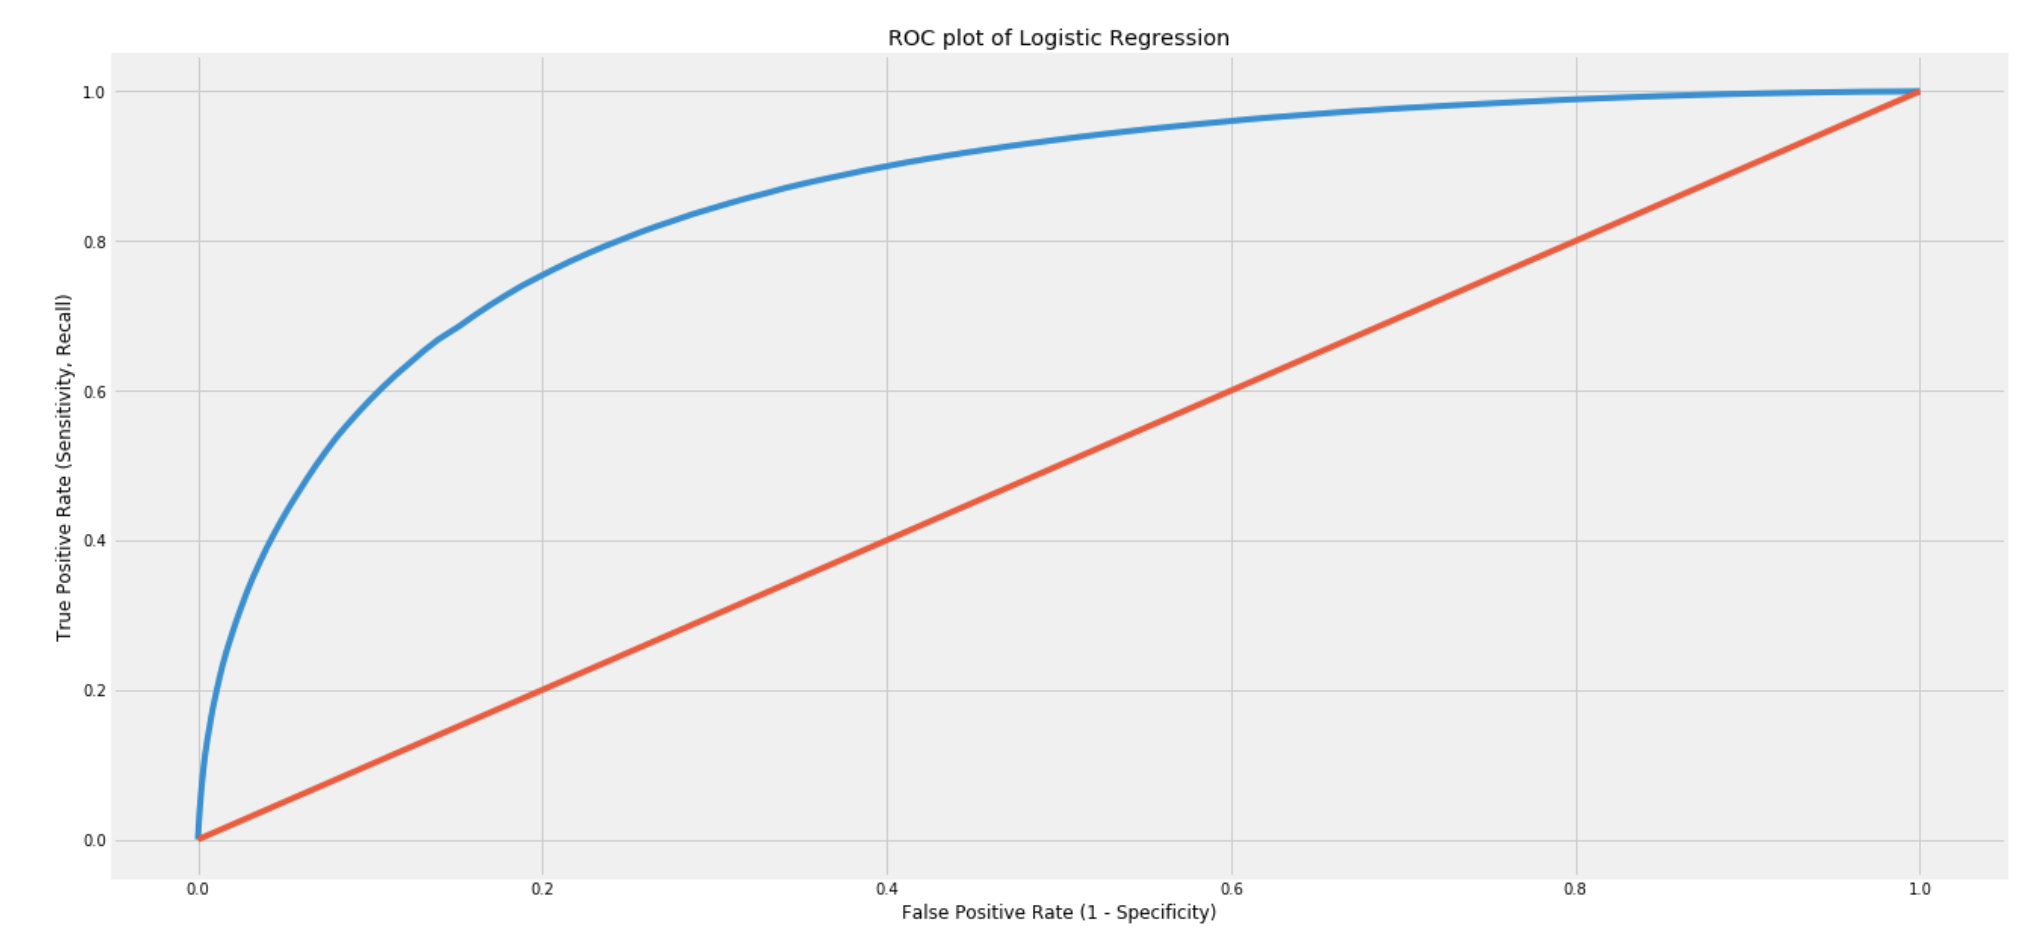 ROC plot of Logistic Regression
1.0
0.8
0.6
0.4
0.2
0.0
True Positive Rate (Sensitivity, Recall)
0.0 0.2 0.4 0.6 0.8 1.0
False Positive Rate (1 - Specificity)